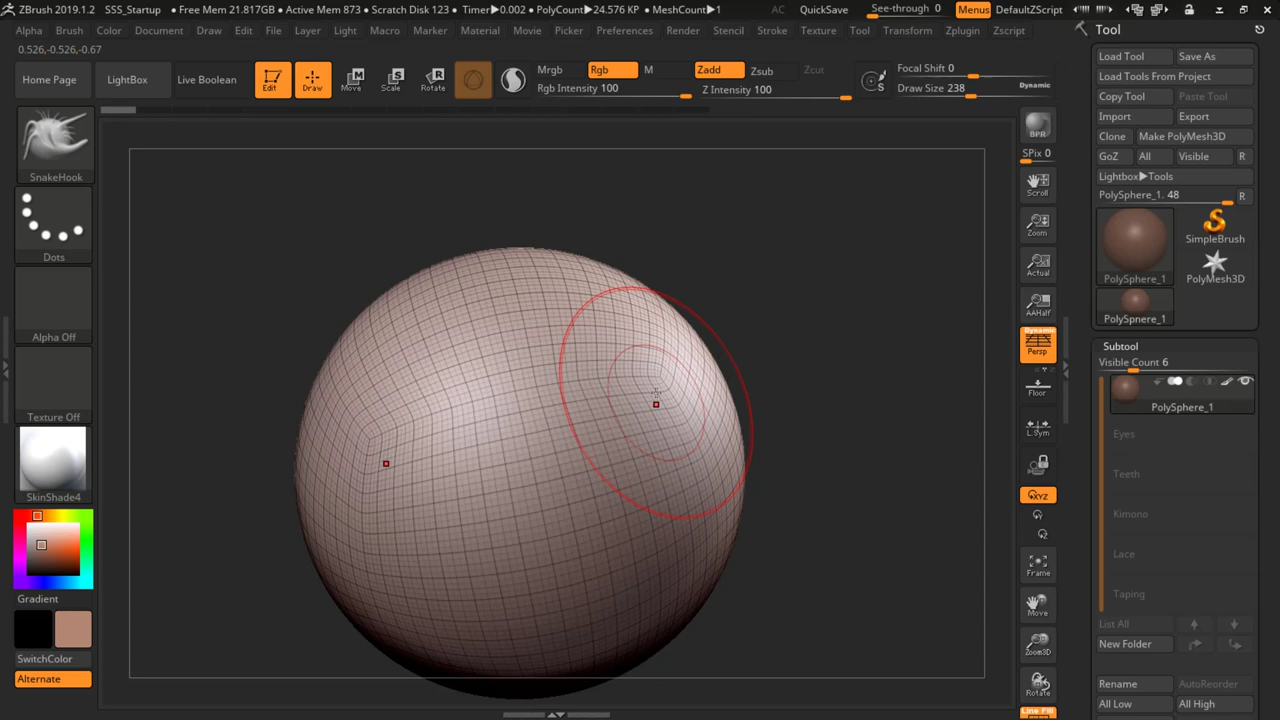 ZBrush 2019.1.2 SSS_Startup • Free Mem 21.817GB • Active Mem 873 • Scratch Disk 123 • Timer▶0.002 • PolyCount▶24.576 KP • MeshCount▶1 AC QuickSave See-through 0 Menus DefaultZScript
Alpha Brush Color Document Draw Edit File Layer Light Macro Marker Material Movie Picker Preferences Render Stencil Stroke Texture Tool Transform Zplugin Zscript
0.526,-0.526,-0.67
Home Page LightBox Live Boolean Edit Draw Move Scale Rotate
M S R
Mrgb Rgb M Zadd Zsub Zcut
Rgb Intensity 100 Z Intensity 100
S
Focal Shift 0
Draw Size 238 Dynamic
SnakeHook
Dots
Alpha Off
Texture Off
SkinShade4
Gradient
SwitchColor
Alternate
BPR
SPix 0
Scroll
Zoom
Actual
AAHalf
Dynamic
Persp
Floor
L.Sym
XYZ
Y
Z
Frame
Move
Zoom3D
Rotate
Line Fill
Tool
Load Tool Save As
Load Tools From Project
Copy Tool Paste Tool
Import Export
Clone Make PolyMesh3D
GoZ All Visible R
Lightbox▶Tools
PolySphere_1. 48 R
PolySphere_1
SimpleBrush
PolyMesh3D
PolySphere_1
Subtool
Visible Count 6
PolySphere_1
Eyes
Teeth
Kimono
Lace
Taping
List All
New Folder
Rename AutoReorder
All Low All High